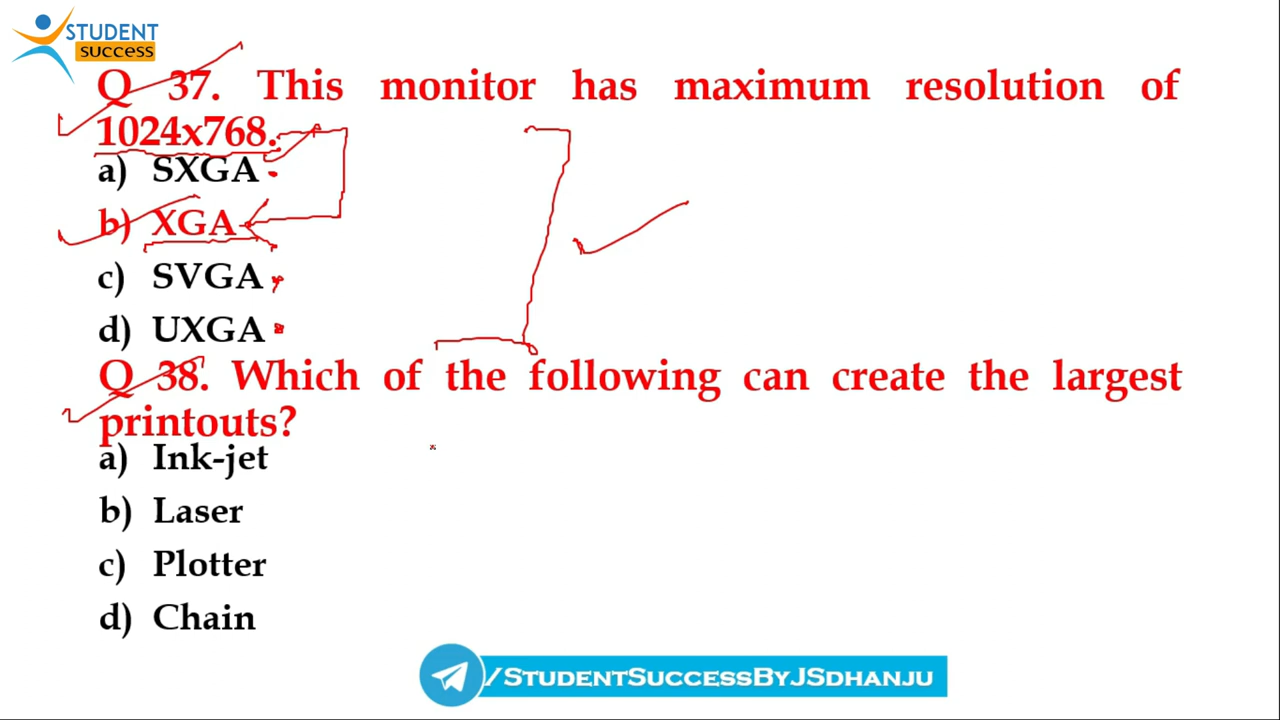 STUDENT
success
Q 37. This monitor has maximum resolution of
1024x768.
a) SXGA
b) XGA
c) SVGA
d) UXGA
Q 38. Which of the following can create the largest
printouts?
a) Ink-jet
b) Laser
c) Plotter
d) Chain
/StudentSuccessByJSdhanju